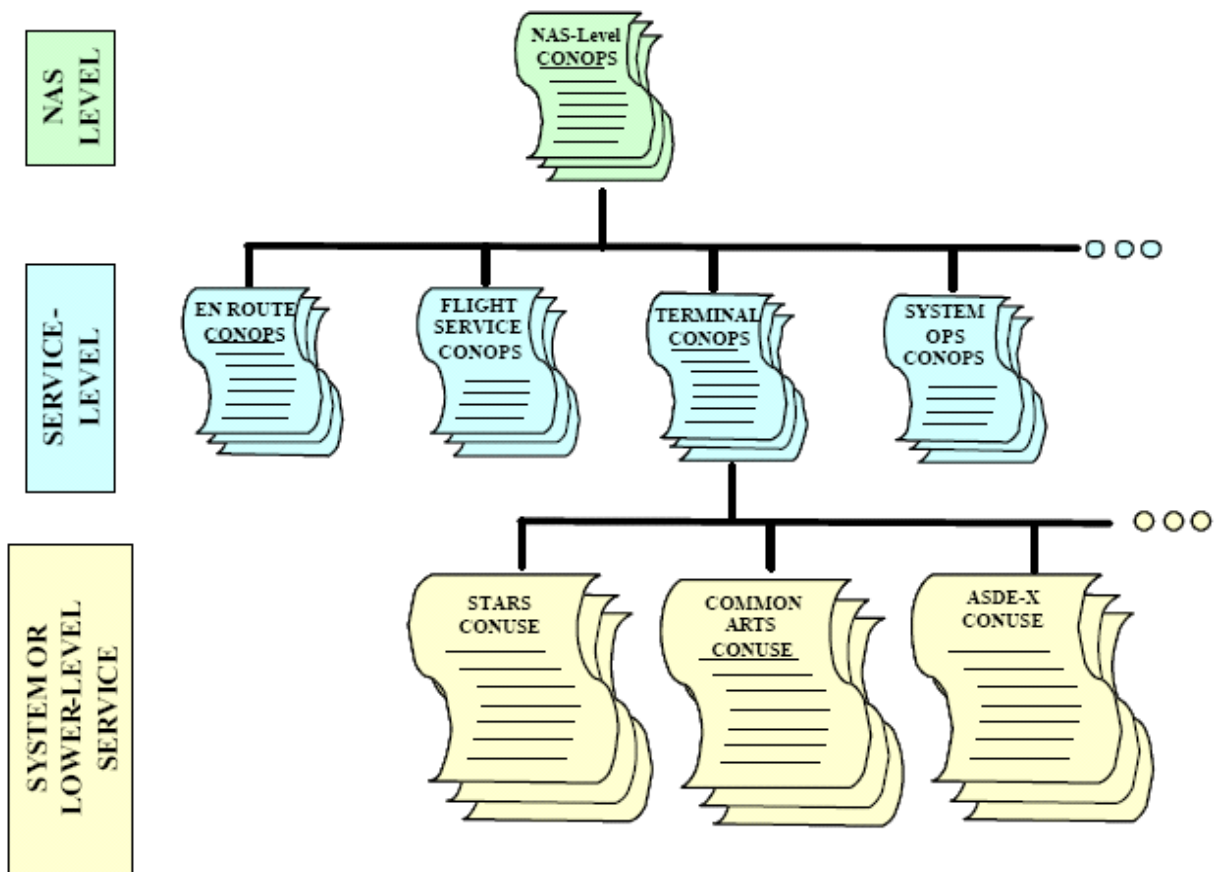 NAS
LEVEL
NAS-Level
CONOPS
SERVICE-
LEVEL
EN ROUTE
CONOPS
FLIGHT
SERVICE
CONOPS
TERMINAL
CONOPS
SYSTEM
OPS
CONOPS
SYSTEM OR
LOWER-LEVEL
SERVICE
STARS
CONUSE
COMMON
ARTS
CONUSE
ASDE-X
CONUSE